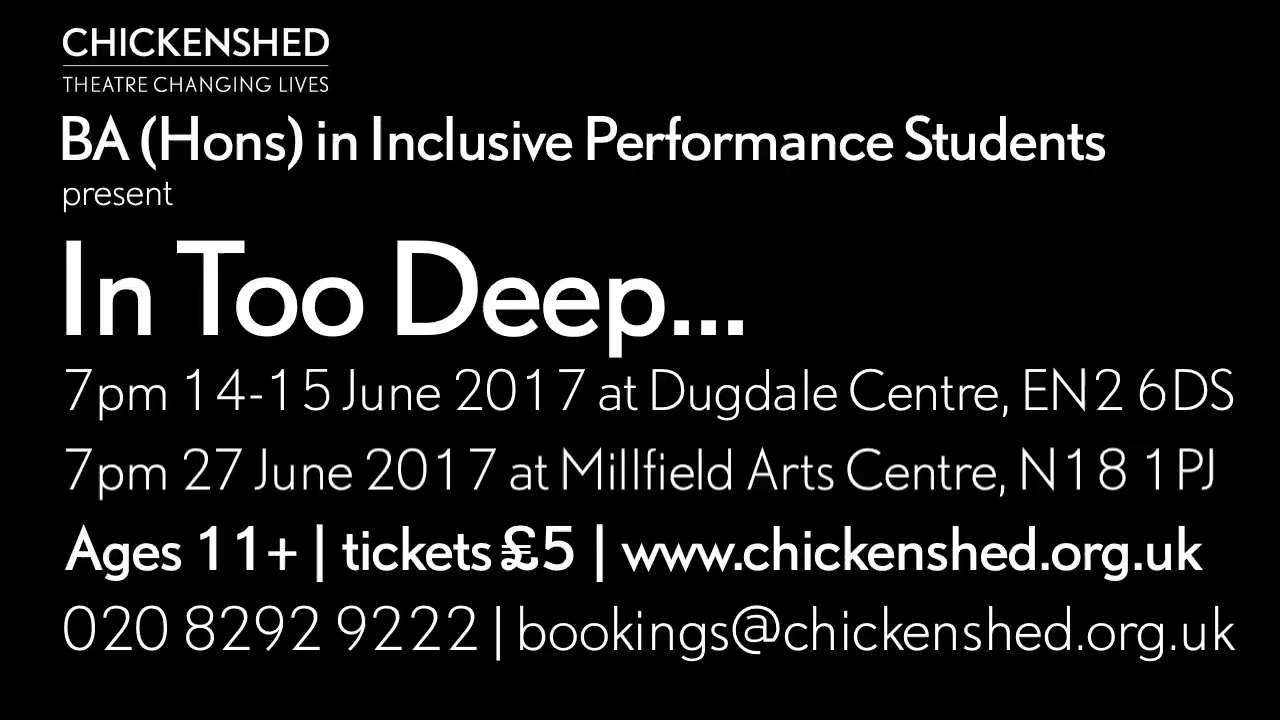 CHICKENSHED
THEATRE CHANGING LIVES
BA (Hons) in Inclusive Performance Students
present
In Too Deep...
7pm 14-15 June 2017 at Dugdale Centre, EN2 6DS
7pm 27 June 2017 at Millfield Arts Centre, N18 1PJ
Ages 11+ | tickets £5 | www.chickenshed.org.uk
020 8292 9222 | bookings@chickenshed.org.uk